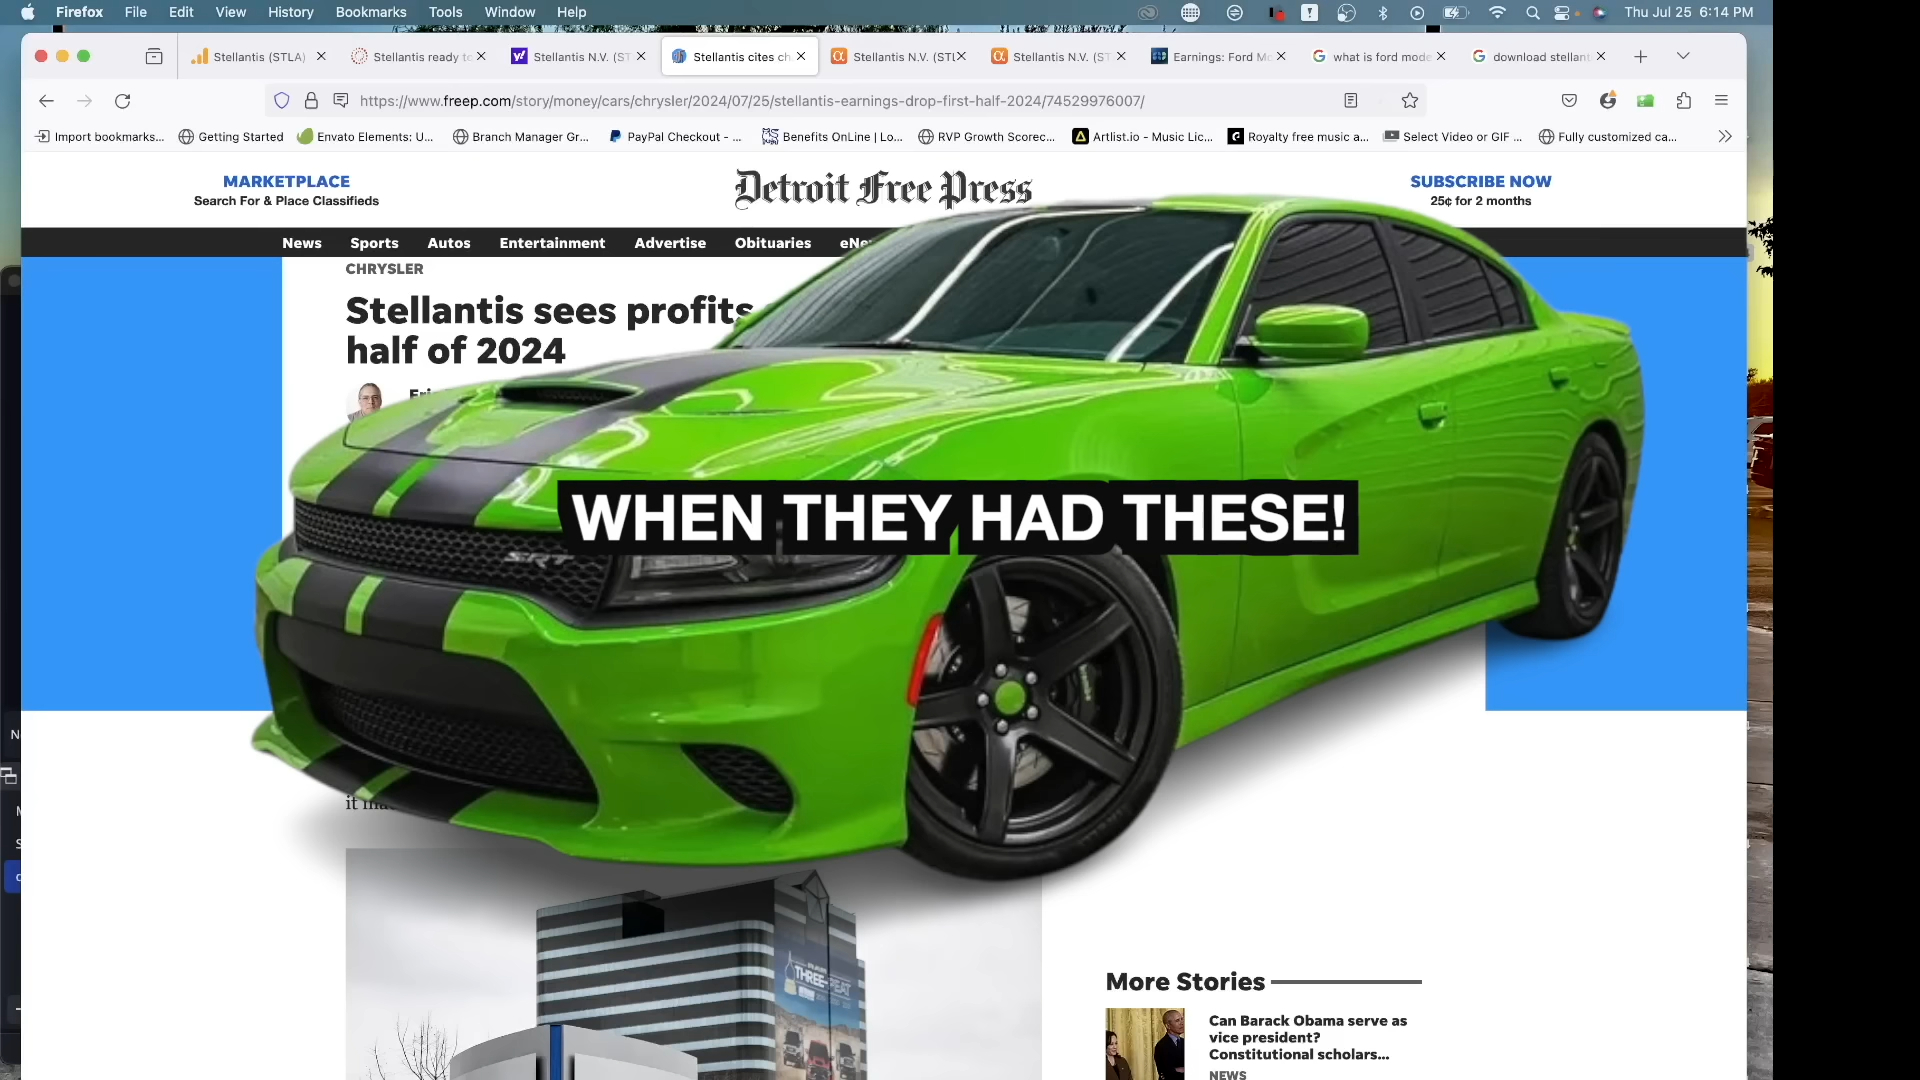 Firefox File Edit View History Bookmarks Tools Window Help Thu Jul 25 6:14 PM
Stellantis (STLA) Stellantis ready to Stellantis N.V. (ST Stellantis cites ch Stellantis N.V. (STL Stellantis N.V. (ST Earnings: Ford Mo what is ford mode download stellant
https://www.freep.com/story/money/cars/chrysler/2024/07/25/stellantis-earnings-drop-first-half-2024/74529976007/
Import bookmarks... Getting Started Envato Elements: U... Branch Manager Gr... PayPal Checkout - ... Benefits OnLine | Lo... RVP Growth Scorec... Artlist.io - Music Lic... Royalty free music a... Select Video or GIF ... Fully customized ca...
MARKETPLACE
Search For & Place Classifieds
Detroit Free Press
SUBSCRIBE NOW
25¢ for 2 months
News Sports Autos Entertainment Advertise Obituaries eNe
CHRYSLER
Stellantis sees profits
half of 2024
WHEN THEY HAD THESE!
SRT
it ma
THREE-PEAT
More Stories
Can Barack Obama serve as
vice president?
Constitutional scholars...
NEWS